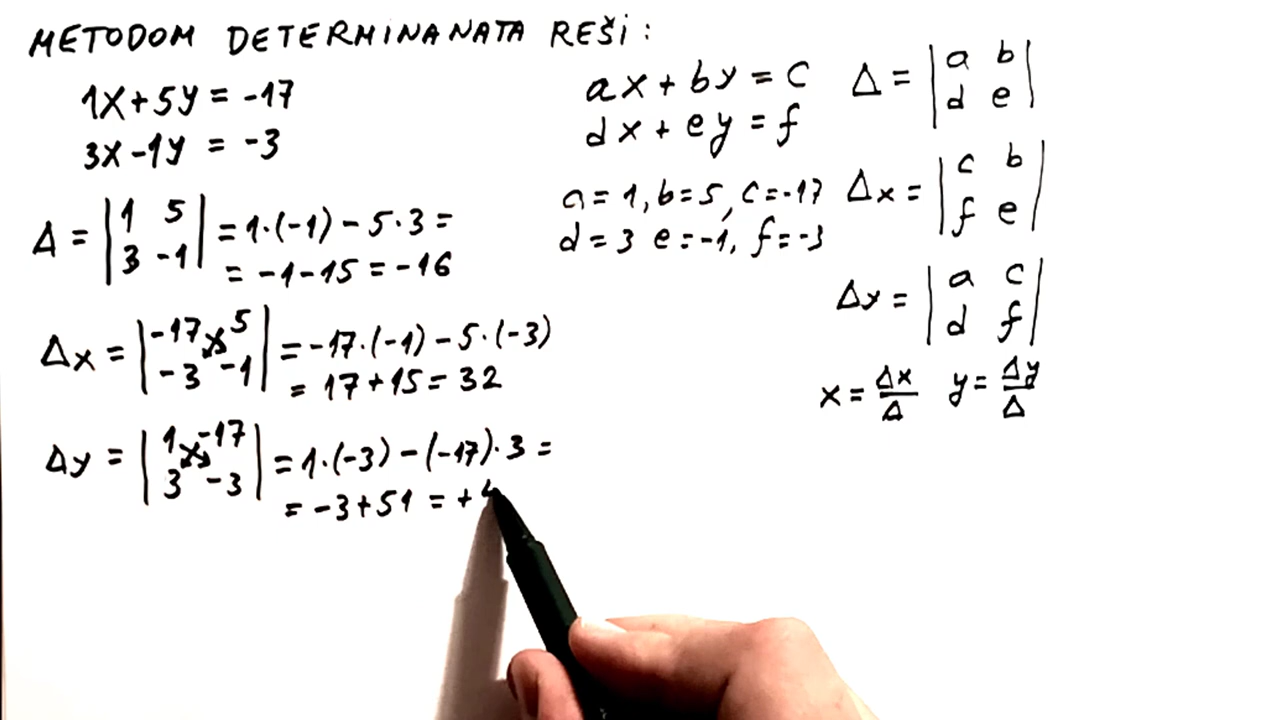 METODOM DETERMINANATA REŠI:
1x+5y = -17
3x-1y = -3
Δ = |1 5| = 1·(-1) - 5·3 =
|3 -1| = -1-15 = -16
Δx = |-17 5| = -17·(-1) - 5·(-3)
|-3 -1| = 17+15 = 32
Δy = |1 -17| = 1·(-3) - (-17)·3 =
|3 -3| = -3+51 = +4
ax + by = c
dx + ey = f
a = 1, b = 5, c = -17
d = 3 e = -1, f = -3
Δ = |a b|
|d e|
Δx = |c b|
|f e|
Δy = |a c|
|d f|
x = Δx/Δ y = Δy/Δ